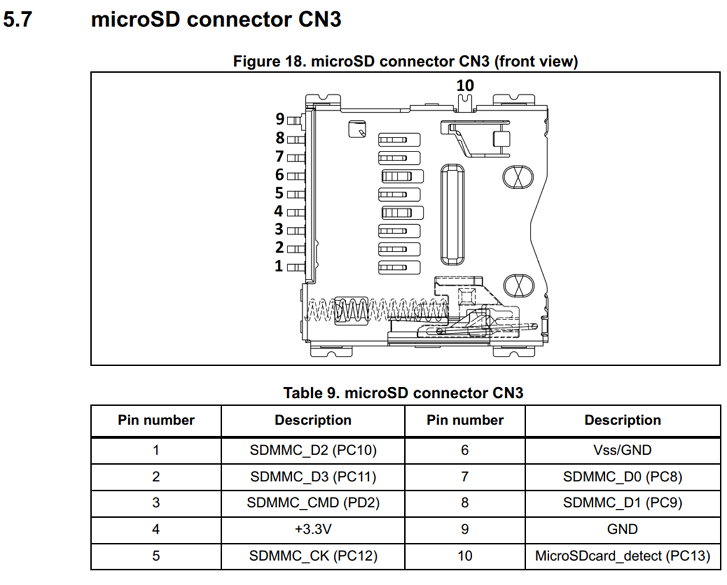 5.7 microSD connector CN3
Figure 18. microSD connector CN3 (front view)
10
9
8
7
6
5
4
3
2
1
Table 9. microSD connector CN3
Pin number Description Pin number Description
1 SDMMC_D2 (PC10) 6 Vss/GND
2 SDMMC_D3 (PC11) 7 SDMMC_D0 (PC8)
3 SDMMC_CMD (PD2) 8 SDMMC_D1 (PC9)
4 +3.3V 9 GND
5 SDMMC_CK (PC12) 10 MicroSDcard_detect (PC13)